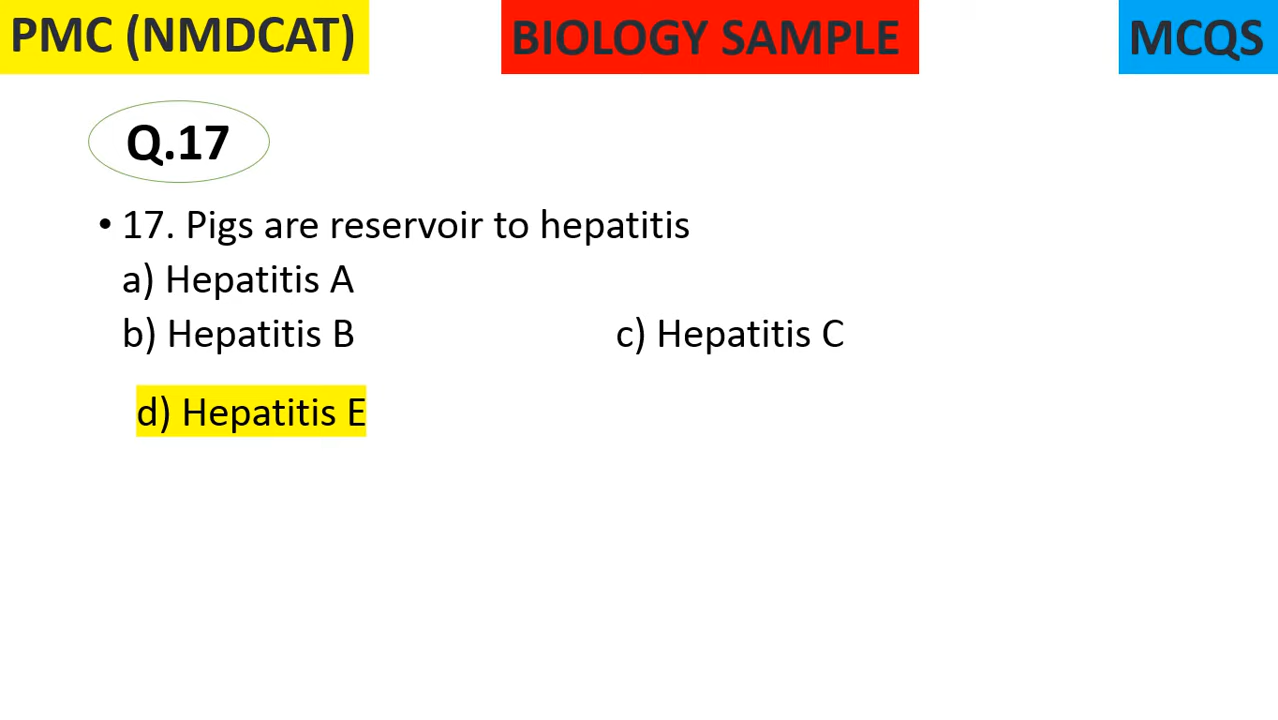 PMC (NMDCAT) BIOLOGY SAMPLE MCQS
Q.17
• 17. Pigs are reservoir to hepatitis
a) Hepatitis A
b) Hepatitis B c) Hepatitis C
d) Hepatitis E